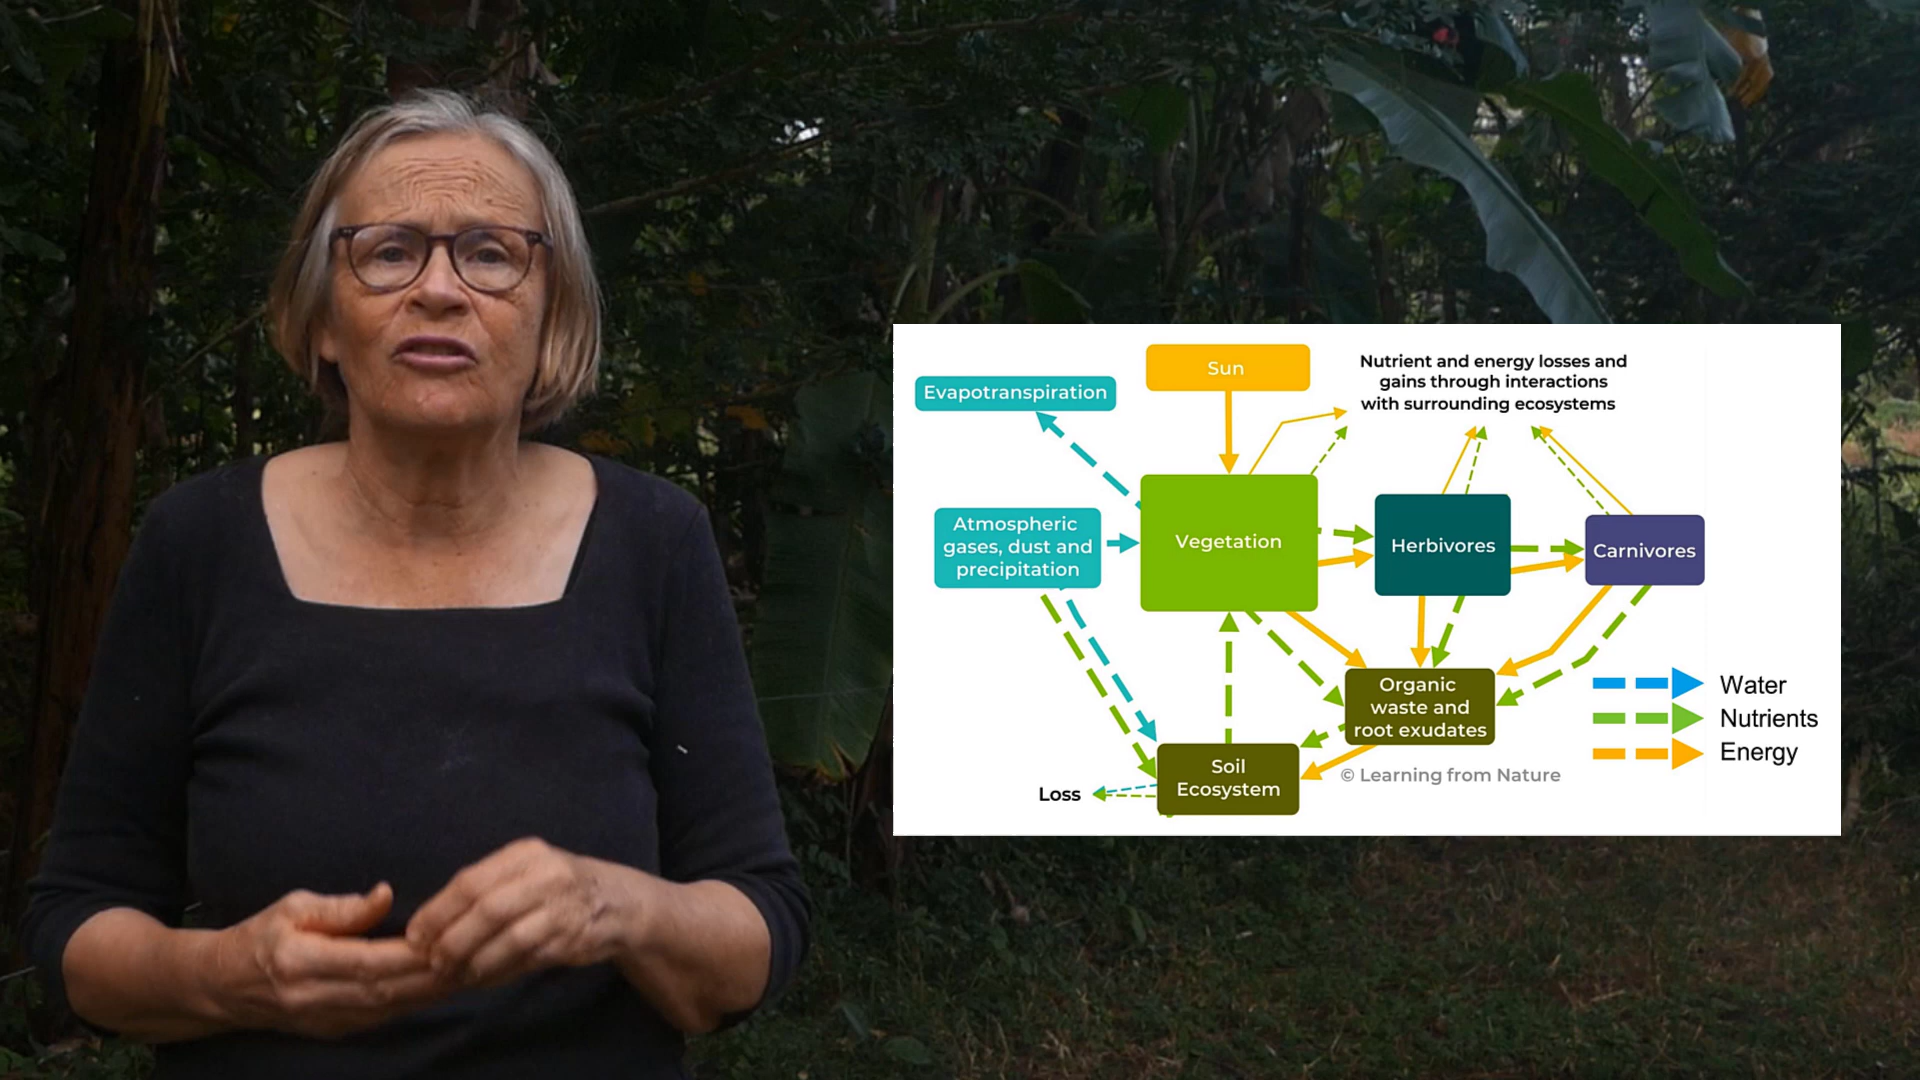 Sun
Nutrient and energy losses and
gains through interactions
with surrounding ecosystems
Evapotranspiration
Atmospheric
gases, dust and
precipitation
Vegetation
Herbivores
Carnivores
Organic
waste and
root exudates
Water
Nutrients
Energy
Soil
Ecosystem
© Learning from Nature
Loss